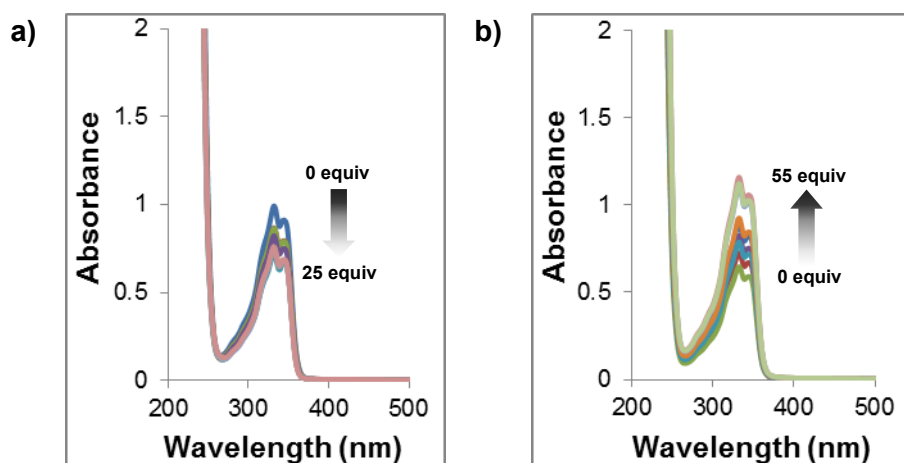 a)
2
1.5
1
0.5
0
200
300
400
500
Absorbance
Wavelength (nm)
0 equiv
25 equiv
b)
2
1.5
1
0.5
0
200
300
400
500
Absorbance
Wavelength (nm)
55 equiv
0 equiv